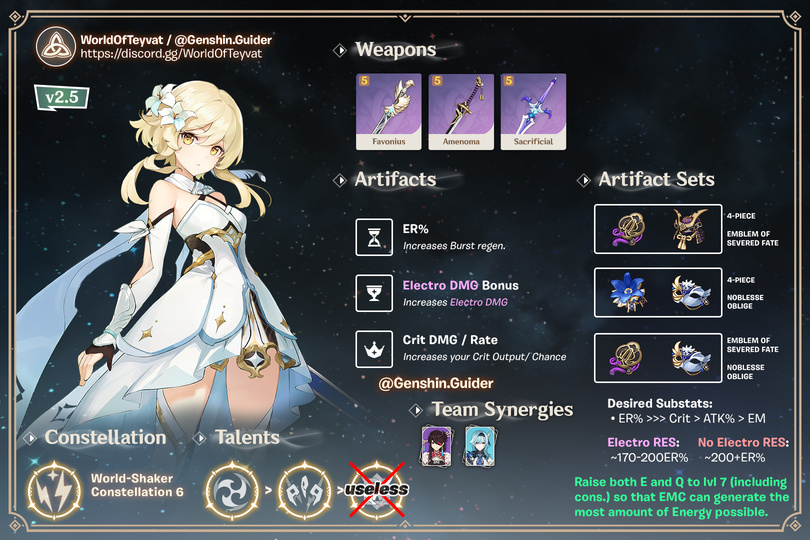 WorldOfTeyvat / @Genshin.Guider
https://discord.gg/WorldOfTeyvat
v2.5
Weapons
5
5
5
Favonius
Amenoma
Sacrificial
Artifacts
ER%
Increases Burst regen.
Electro DMG Bonus
Increases Electro DMG
Crit DMG / Rate
Increases your Crit Output/ Chance
@Genshin.Guider
Artifact Sets
4-PIECE
EMBLEM OF
SEVERED FATE
4-PIECE
NOBLESSE
OBLIGE
EMBLEM OF
SEVERED FATE
NOBLESSE
OBLIGE
Desired Substats:
• ER% >>> Crit > ATK% > EM
Electro RES:
~170-200ER%
No Electro RES:
~200+ER%
Raise both E and Q to lvl 7 (including
cons.) so that EMC can generate the
most amount of Energy possible.
Team Synergies
Constellation
World-Shaker
Constellation 6
Talents
> > useless